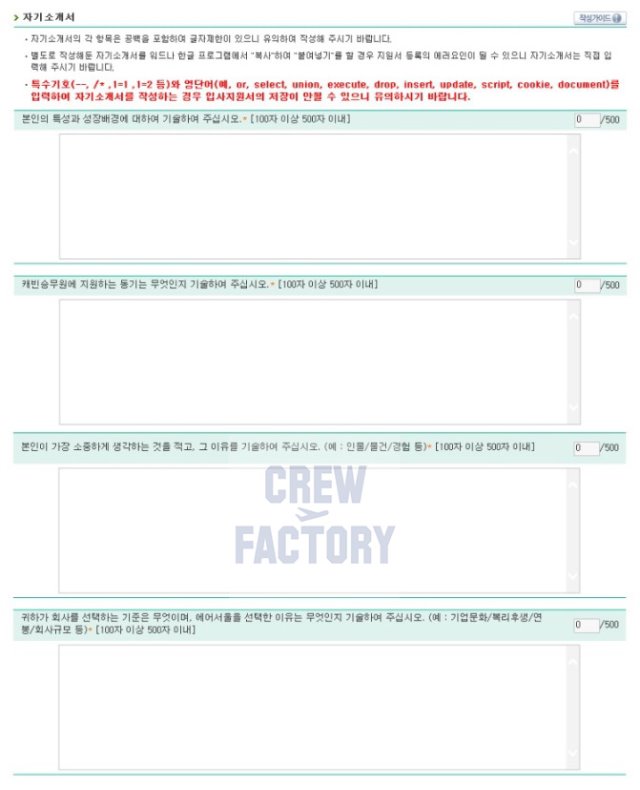 자기소개서
작성가이드
· 자기소개서의 각 항목은 공백을 포함하여 글자제한이 있으니 유의하여 작성해 주시기 바랍니다.
· 별도로 작성해둔 자기소개서를 워드나 한글 프로그램에서 "복사"하여 "붙여넣기"를 할 경우 지원서 등록의 에러요인이 될 수 있으니 자기소개서는 직접 입
력해 주시기 바랍니다.
· 특수기호(--, /* ,1=1 ,1=2 등)와 영단어(예, or, select, union, execute, drop, insert, update, script, cookie, document)를
입력하여 자기소개서를 작성하는 경우 입사지원서의 저장이 안될 수 있으니 유의하시기 바랍니다.
본인의 특성과 성장배경에 대하여 기술하여 주십시오.* [100자 이상 500자 이내]
0 /500
캐빈승무원에 지원하는 동기는 무엇인지 기술하여 주십시오.* [100자 이상 500자 이내]
0 /500
본인이 가장 소중하게 생각하는 것을 적고, 그 이유를 기술하여 주십시오. (예 : 인물/물건/경험 등)* [100자 이상 500자 이내]
0 /500
CREW
FACTORY
귀하가 회사를 선택하는 기준은 무엇이며, 에어서울을 선택한 이유는 무엇인지 기술하여 주십시오. (예 : 기업문화/복리후생/연
봉/회사규모 등)* [100자 이상 500자 이내]
0 /500